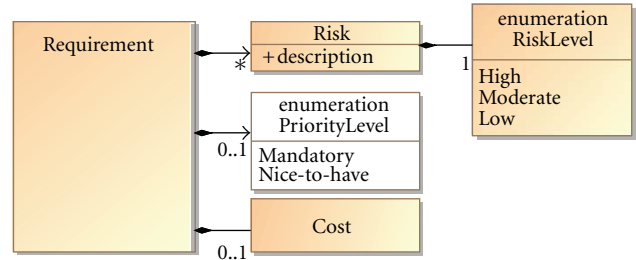 Requirement
Risk
+description
*
enumeration
RiskLevel
1
High
Moderate
Low
enumeration
PriorityLevel
0..1
Mandatory
Nice-to-have
Cost
0..1